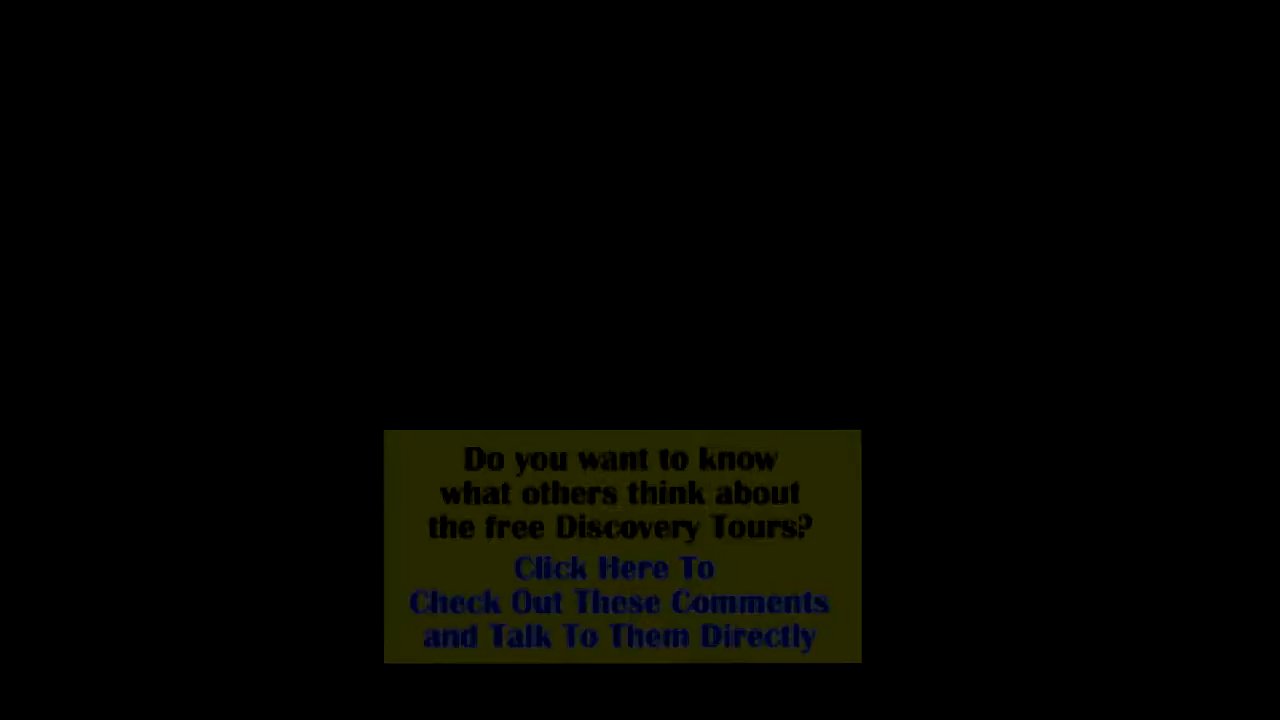 Do you want to know
what others think about
the free Discovery Tours?
Click Here To
Check Out These Comments
and Talk To Them Directly